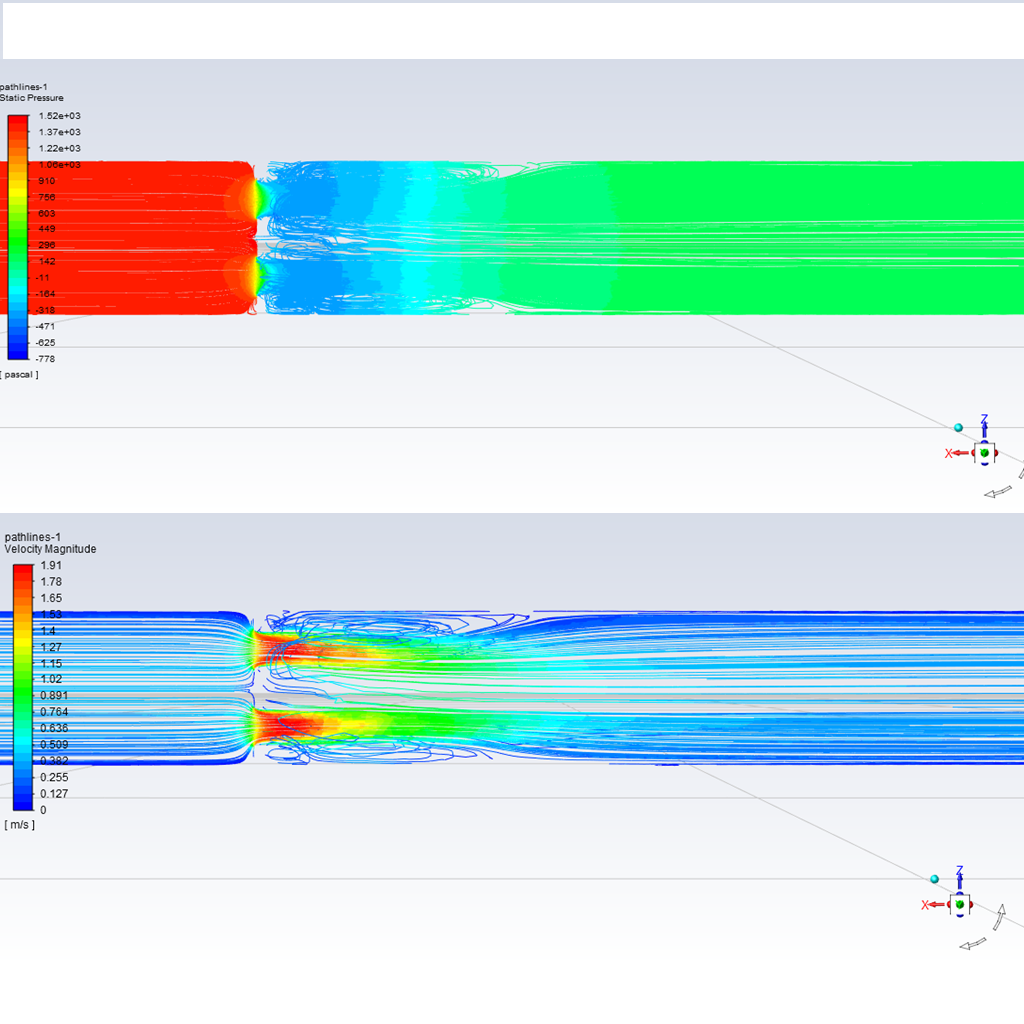 pathlines-1
Static Pressure
1.52e+03
1.37e+03
1.22e+03
1.06e+03
910
756
603
449
296
142
-11
-164
-318
-471
-625
-778
[ pascal ]
Z
X
pathlines-1
Velocity Magnitude
1.91
1.78
1.65
1.53
1.4
1.27
1.15
1.02
0.891
0.764
0.636
0.509
0.382
0.255
0.127
0
[ m/s ]
Z
X